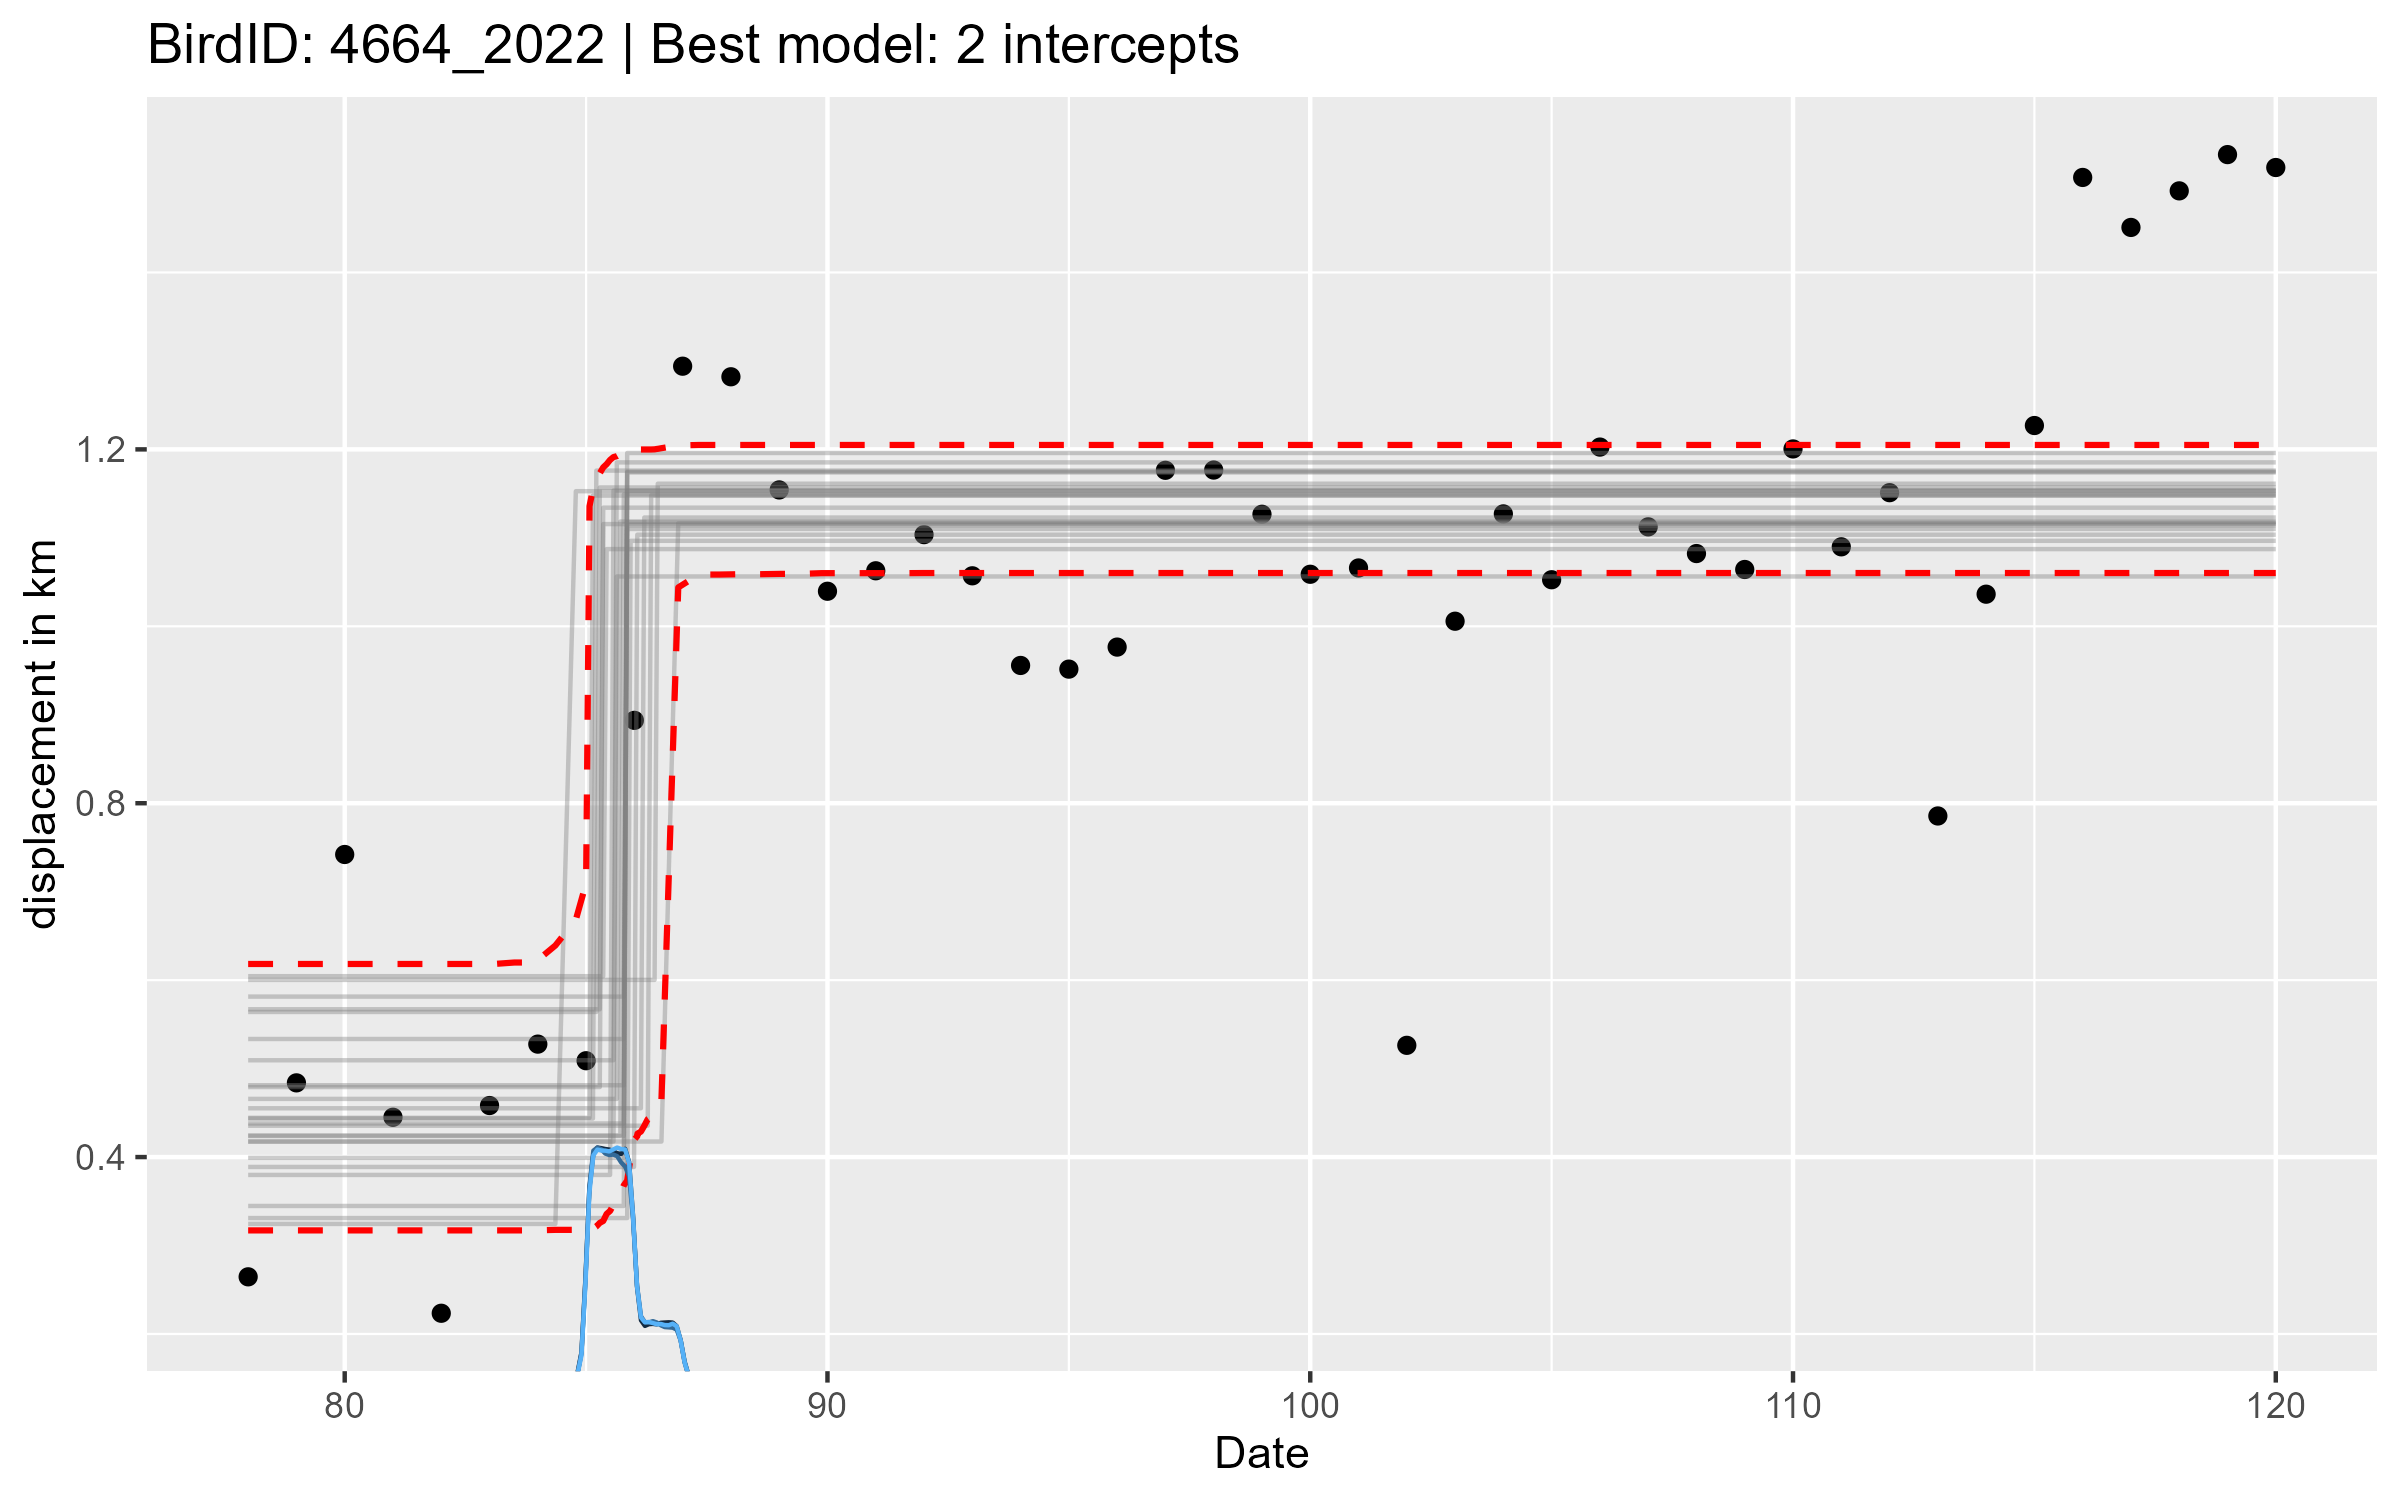 BirdID: 4664_2022 | Best model: 2 intercepts
displacement in km
1.2
0.8
0.4
80 90 100 110 120
Date